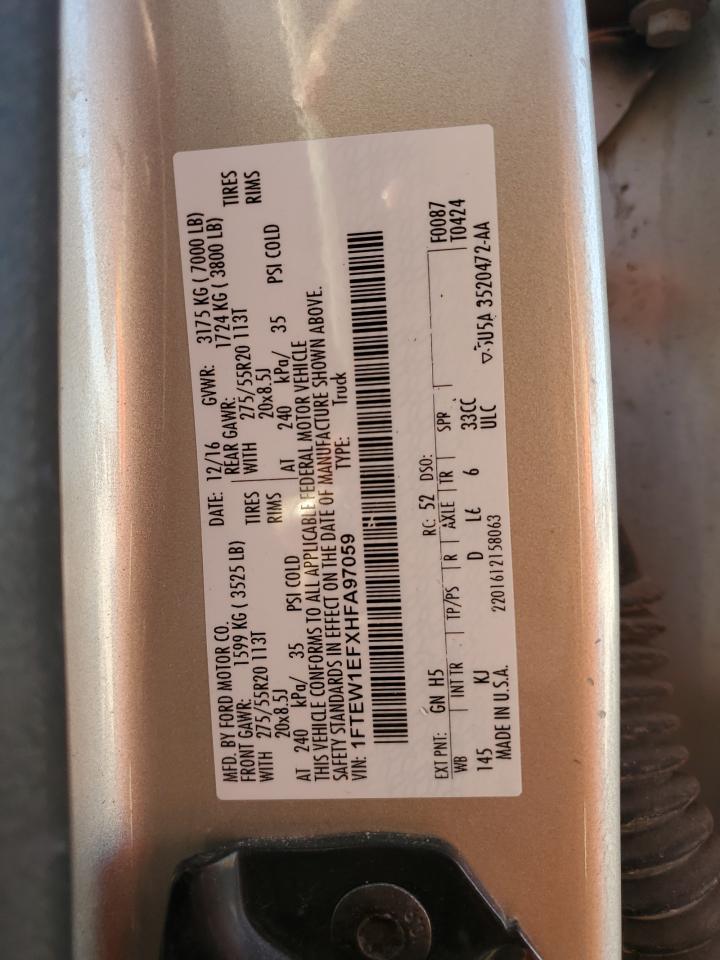 MFD. BY FORD MOTOR CO. DATE: 12/16 GVWR: 3175 KG ( 7000 LB)
FRONT GAWR: 1599 KG ( 3525 LB) REAR GAWR: 1724 KG ( 3800 LB)
WITH 275/55R20 113T TIRES WITH 275/55R20 113T TIRES
20x8.5J RIMS 20x8.5J RIMS
AT 240 kPa/ 35 PSI COLD AT 240 kPa/ 35 PSI COLD
THIS VEHICLE CONFORMS TO ALL APPLICABLE FEDERAL MOTOR VEHICLE
SAFETY STANDARDS IN EFFECT ON THE DATE OF MANUFACTURE SHOWN ABOVE.
VIN: 1FTEW1EFXHFA97059 TYPE: Truck
EXT PNT: GN H5 RC: 52 DSO: F0087
WB INT TR TP/PS R AXLE TR SPR T0424
145 KJ D L6 6 33CC
MADE IN U.S.A. 2201612158063 ULC 5U5A 3520472-AA